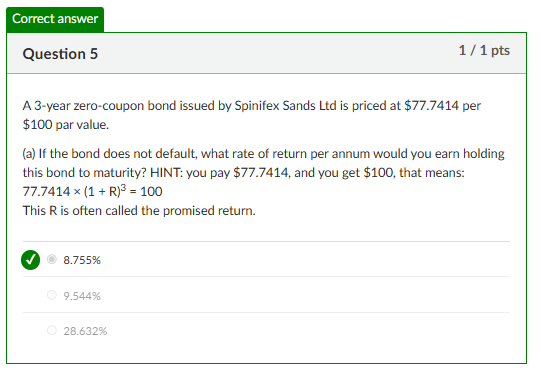 Correct answer
Question 5
1 / 1 pts
A 3-year zero-coupon bond issued by Spinifex Sands Ltd is priced at $77.7414 per
$100 par value.
(a) If the bond does not default, what rate of return per annum would you earn holding
this bond to maturity? HINT: you pay $77.7414, and you get $100, that means:
77.7414 × (1 + R)³ = 100
This R is often called the promised return.
8.755%
9.544%
28.632%